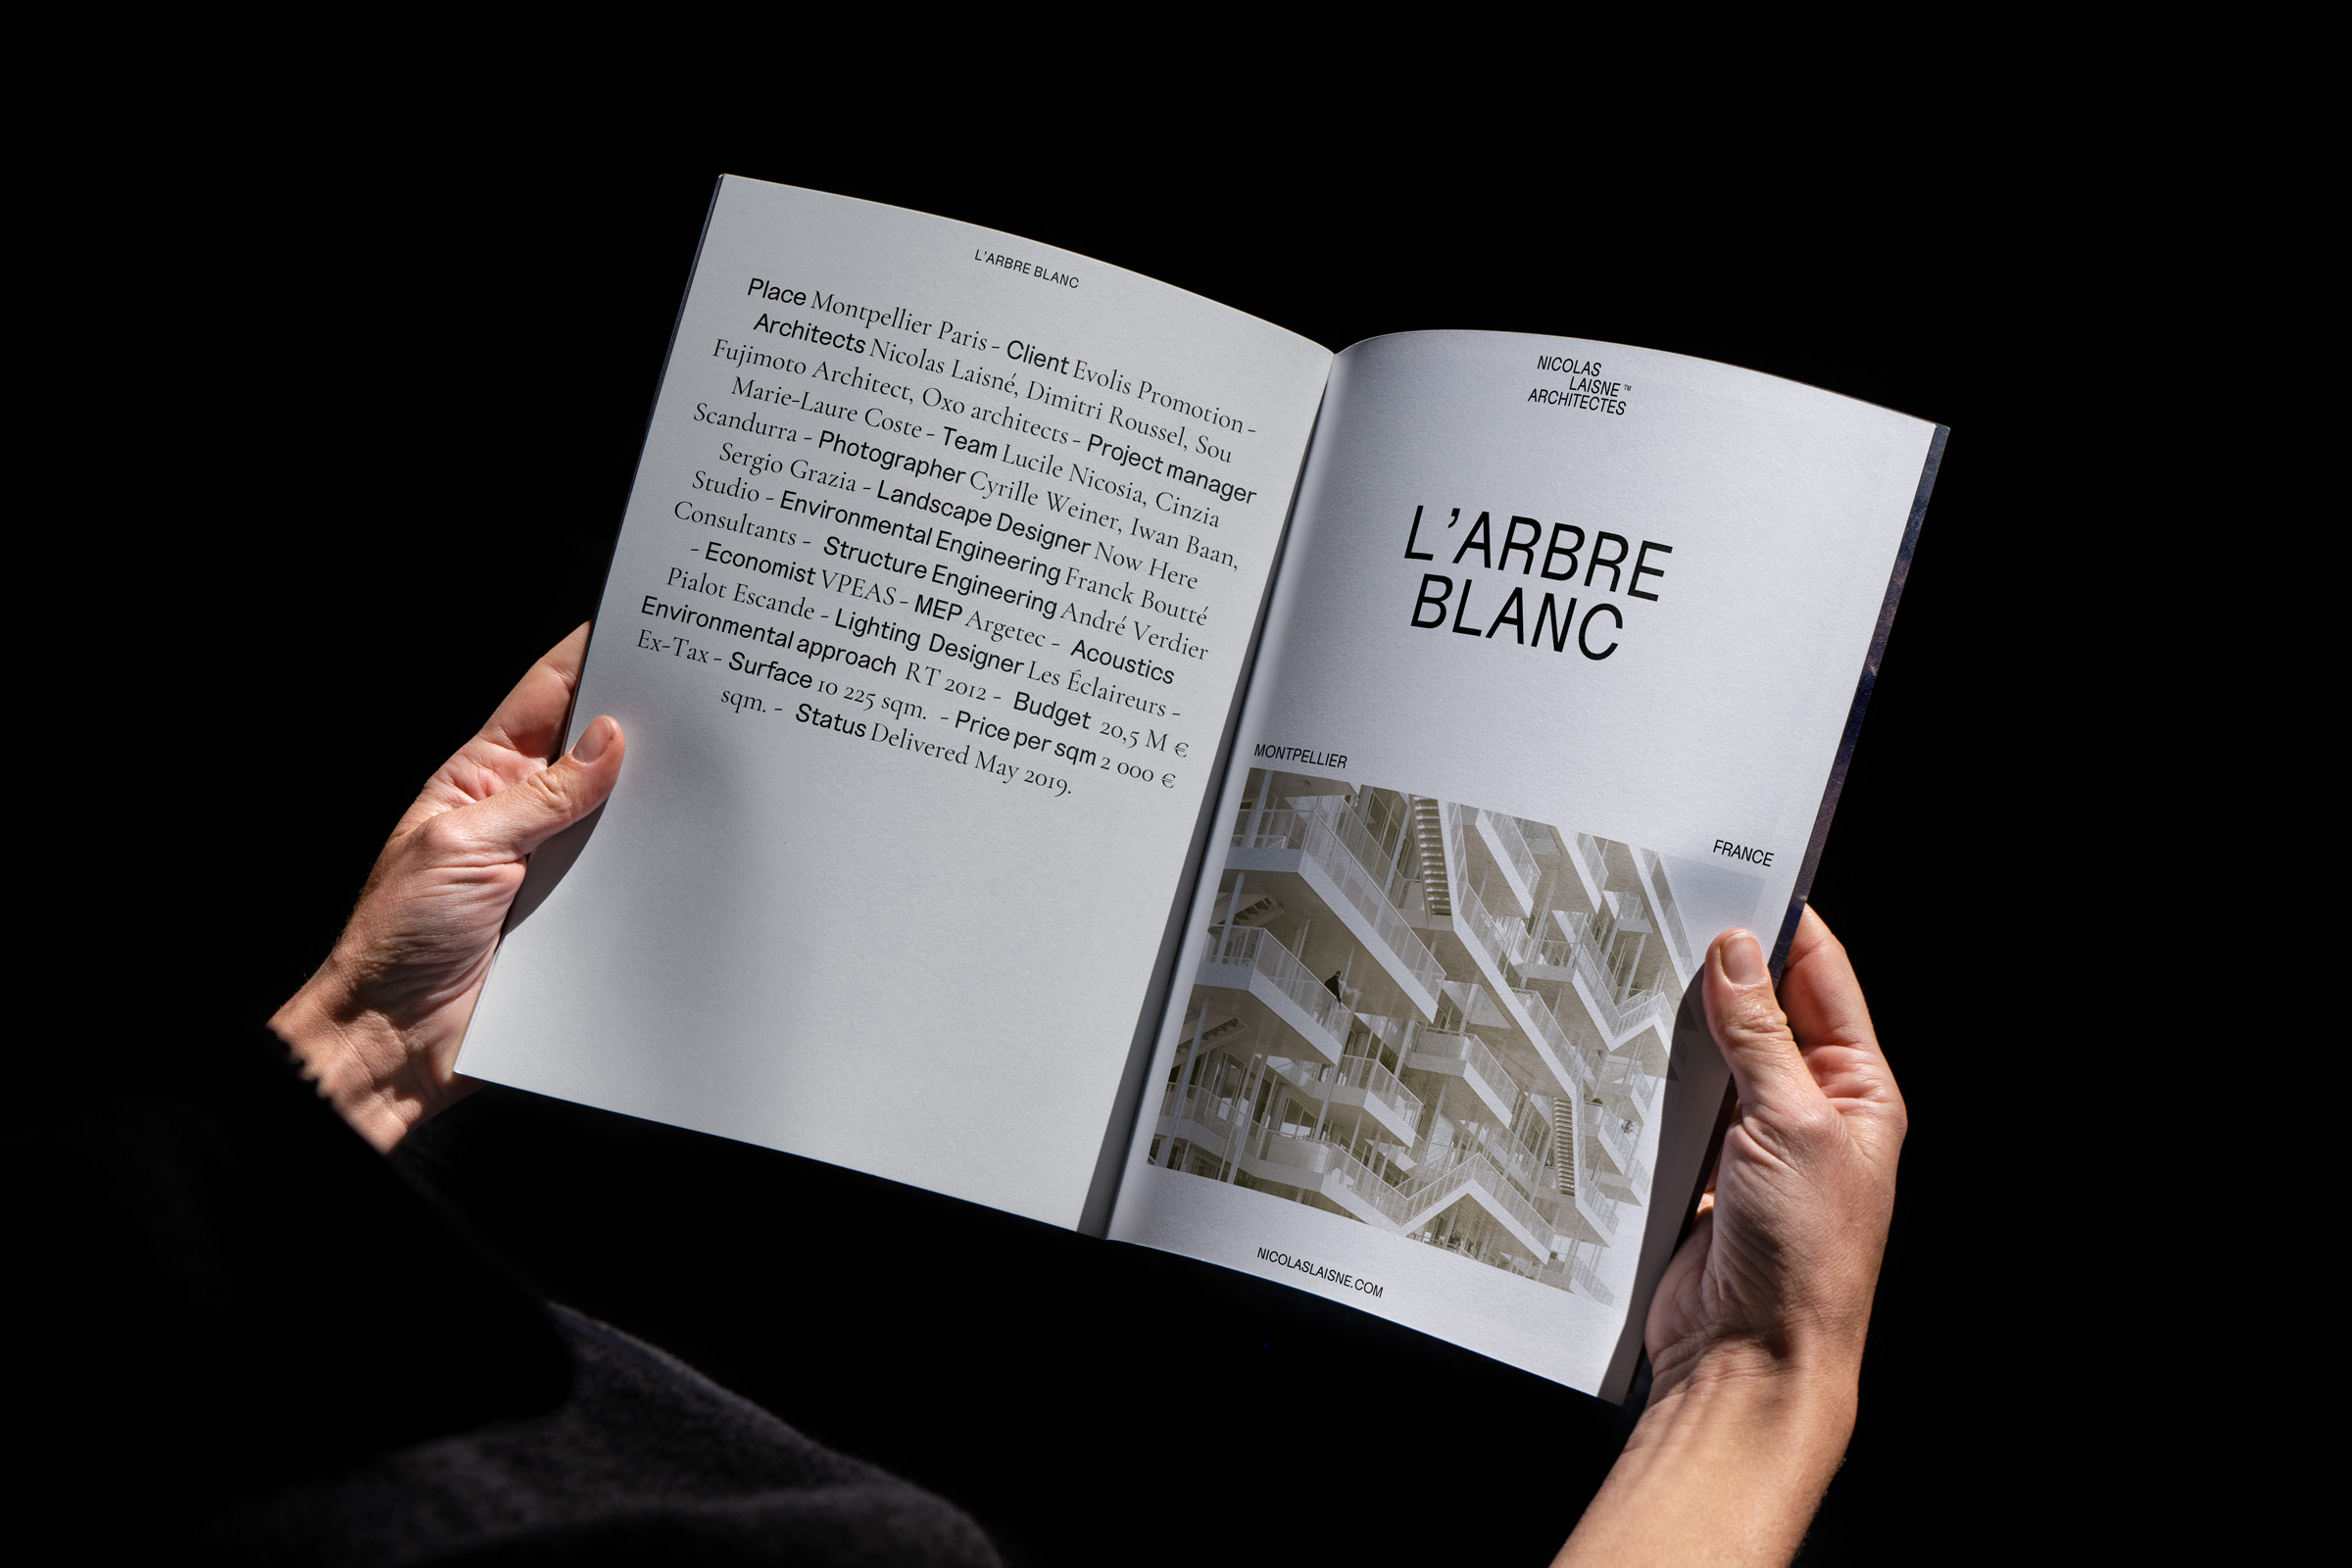 L'ARBRE BLANC
Place Montpellier Paris - Client Evolis Promotion -
Architects Nicolas Laisné, Dimitri Roussel, Sou
Fujimoto Architect, Oxo architects - Project manager
Marie-Laure Coste - Team Lucile Nicosia, Cinzia
Scandurra - Photographer Cyrille Weiner, Iwan Baan,
Sergio Grazia - Landscape Designer Now Here
Studio - Environmental Engineering Franck Boutté
Consultants - Structure Engineering André Verdier
- Economist VPEAS - MEP Argetec - Acoustics
Pialot Escande - Lighting Designer Les Éclaireurs -
Environmental approach RT 2012 - Budget 20,5 M €
Ex-Tax - Surface 10 225 sqm. - Price per sqm 2 000 €
sqm. - Status Delivered May 2019.
NICOLAS
LAISNE™
ARCHITECTES
L'ARBRE
BLANC
MONTPELLIER
FRANCE
NICOLASLAISNE.COM